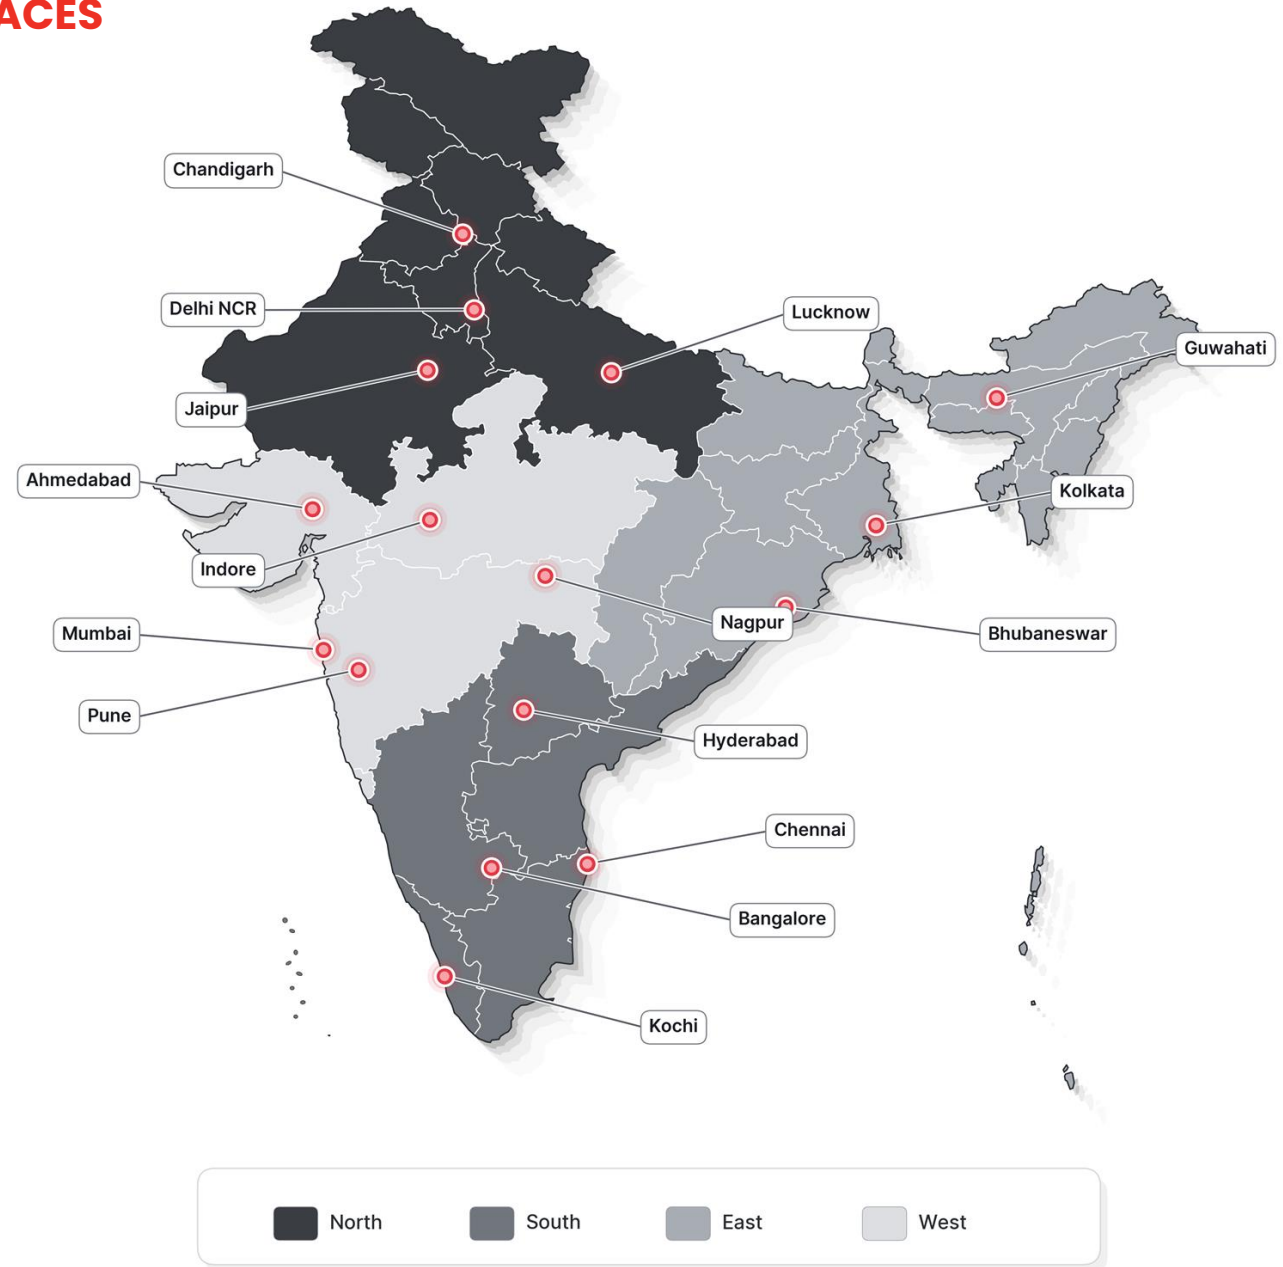 ACES
Chandigarh
Delhi NCR
Lucknow
Guwahati
Jaipur
Ahmedabad
Kolkata
Indore
Nagpur
Mumbai
Bhubaneswar
Pune
Hyderabad
Chennai
Bangalore
Kochi
North South East West